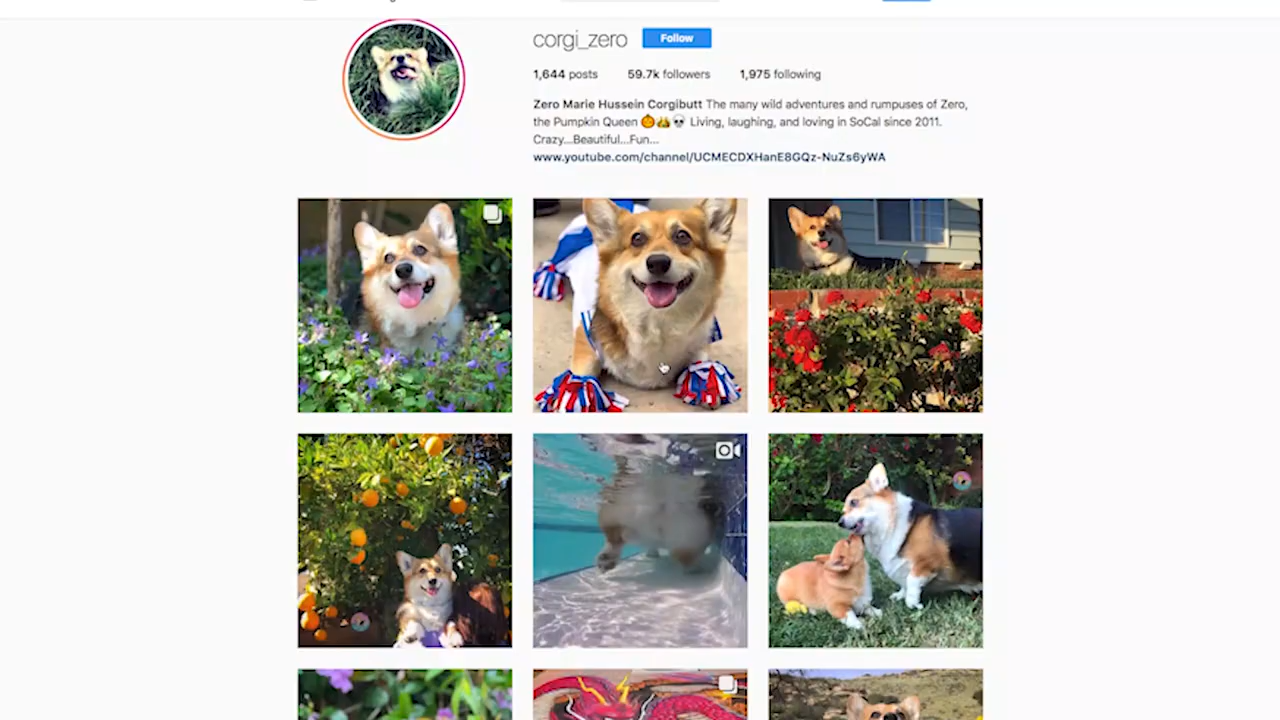 corgi_zero Follow
1,644 posts 59.7k followers 1,975 following
Zero Marie Hussein Corgibutt The many wild adventures and rumpuses of Zero,
the Pumpkin Queen 🎃👑💀 Living, laughing, and loving in SoCal since 2011.
Crazy...Beautiful...Fun...
www.youtube.com/channel/UCMECDXHanE8GQz-NuZs6yWA